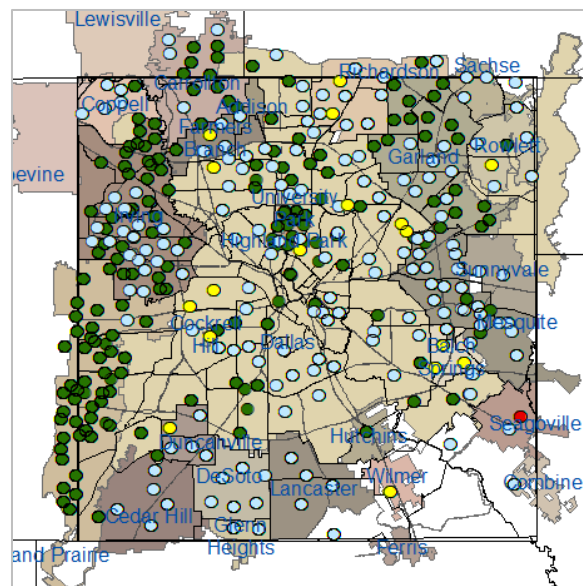 Lewisville
Richardson
Sachse
Carrollton
Coppell
Addison
Farmers
Branch
Garland
Rowlett
evine
University
Park
Irving
Highland Park
Sunnyvale
Cockrell
Hill
Dallas
Mesquite
Balch
Springs
Seagoville
Duncanville
Hutchins
DeSoto
Lancaster
Wilmer
Combine
Cedar Hill
Glenn
Heights
Ferris
and Prairie